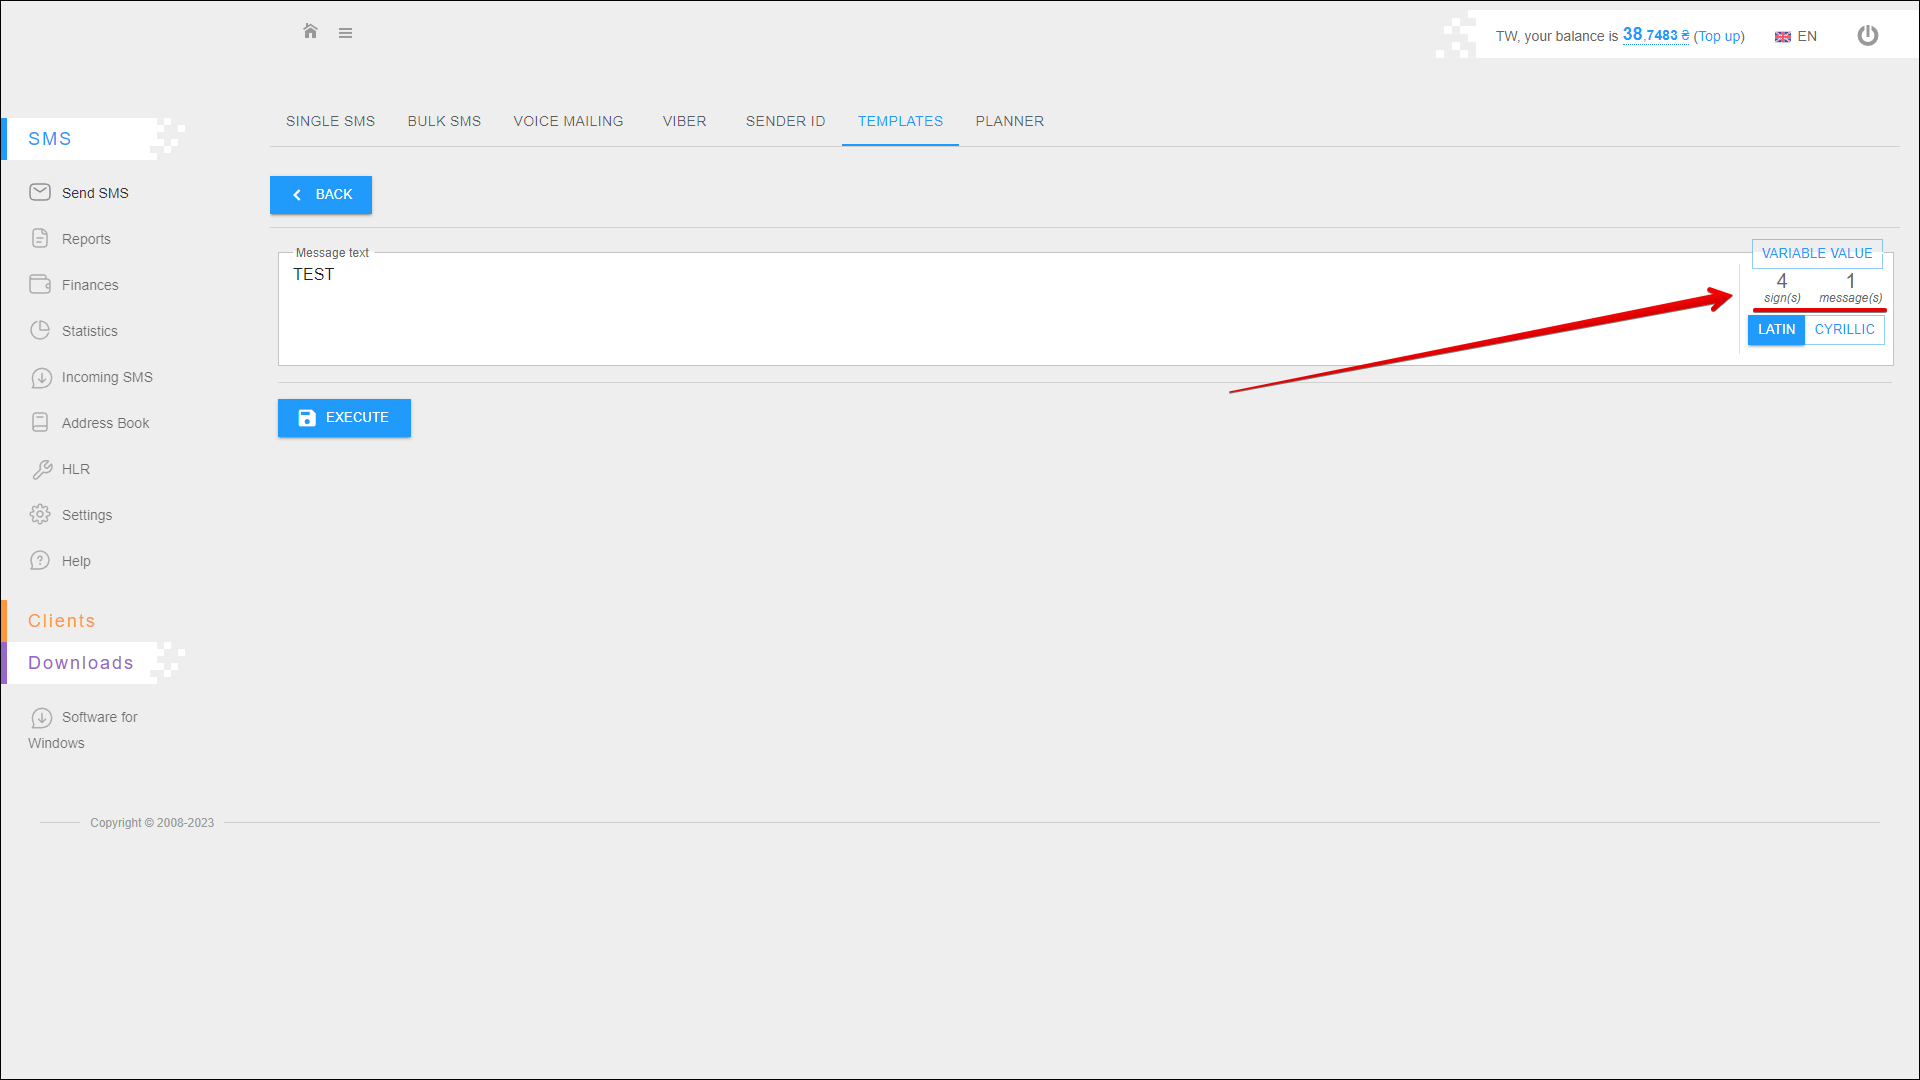 TW, your balance is 38,7483 ₴ (Top up)
EN
SMS
SINGLE SMS
BULK SMS
VOICE MAILING
VIBER
SENDER ID
TEMPLATES
PLANNER
Send SMS
Reports
Finances
Statistics
Incoming SMS
Address Book
HLR
Settings
Help
Clients
Downloads
Software for
Windows
BACK
Message text
TEST
VARIABLE VALUE
4 1
sign(s) message(s)
LATIN CYRILLIC
EXECUTE
Copyright © 2008-2023